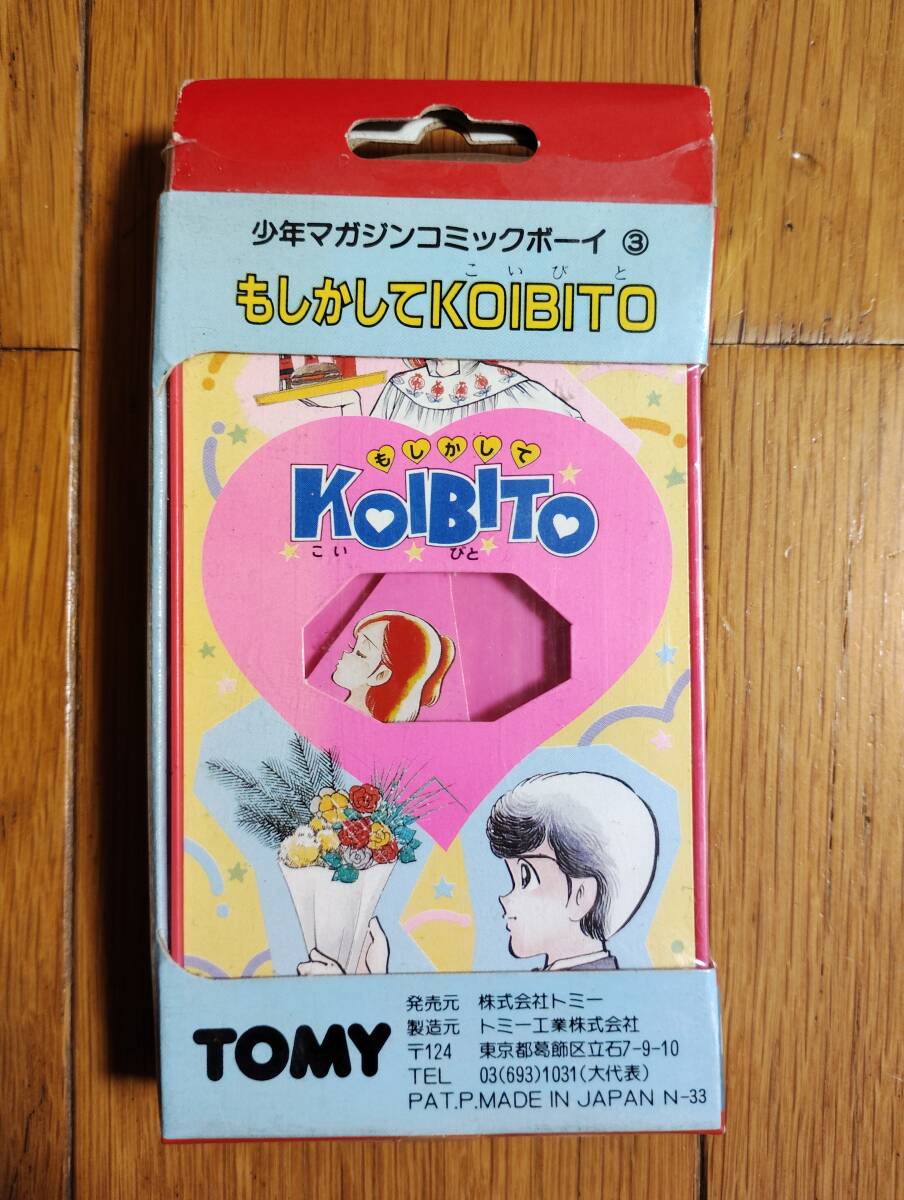 少年マガジンコミックボーイ ③
こいびと
もしかしてKOIBITO
もしかして
KOIBITO
こい びと
TOMY
発売元 株式会社トミー
製造元 トミー工業株式会社
〒124 東京都葛飾区立石7-9-10
TEL 03(693)1031(大代表)
PAT.P.MADE IN JAPAN N-33